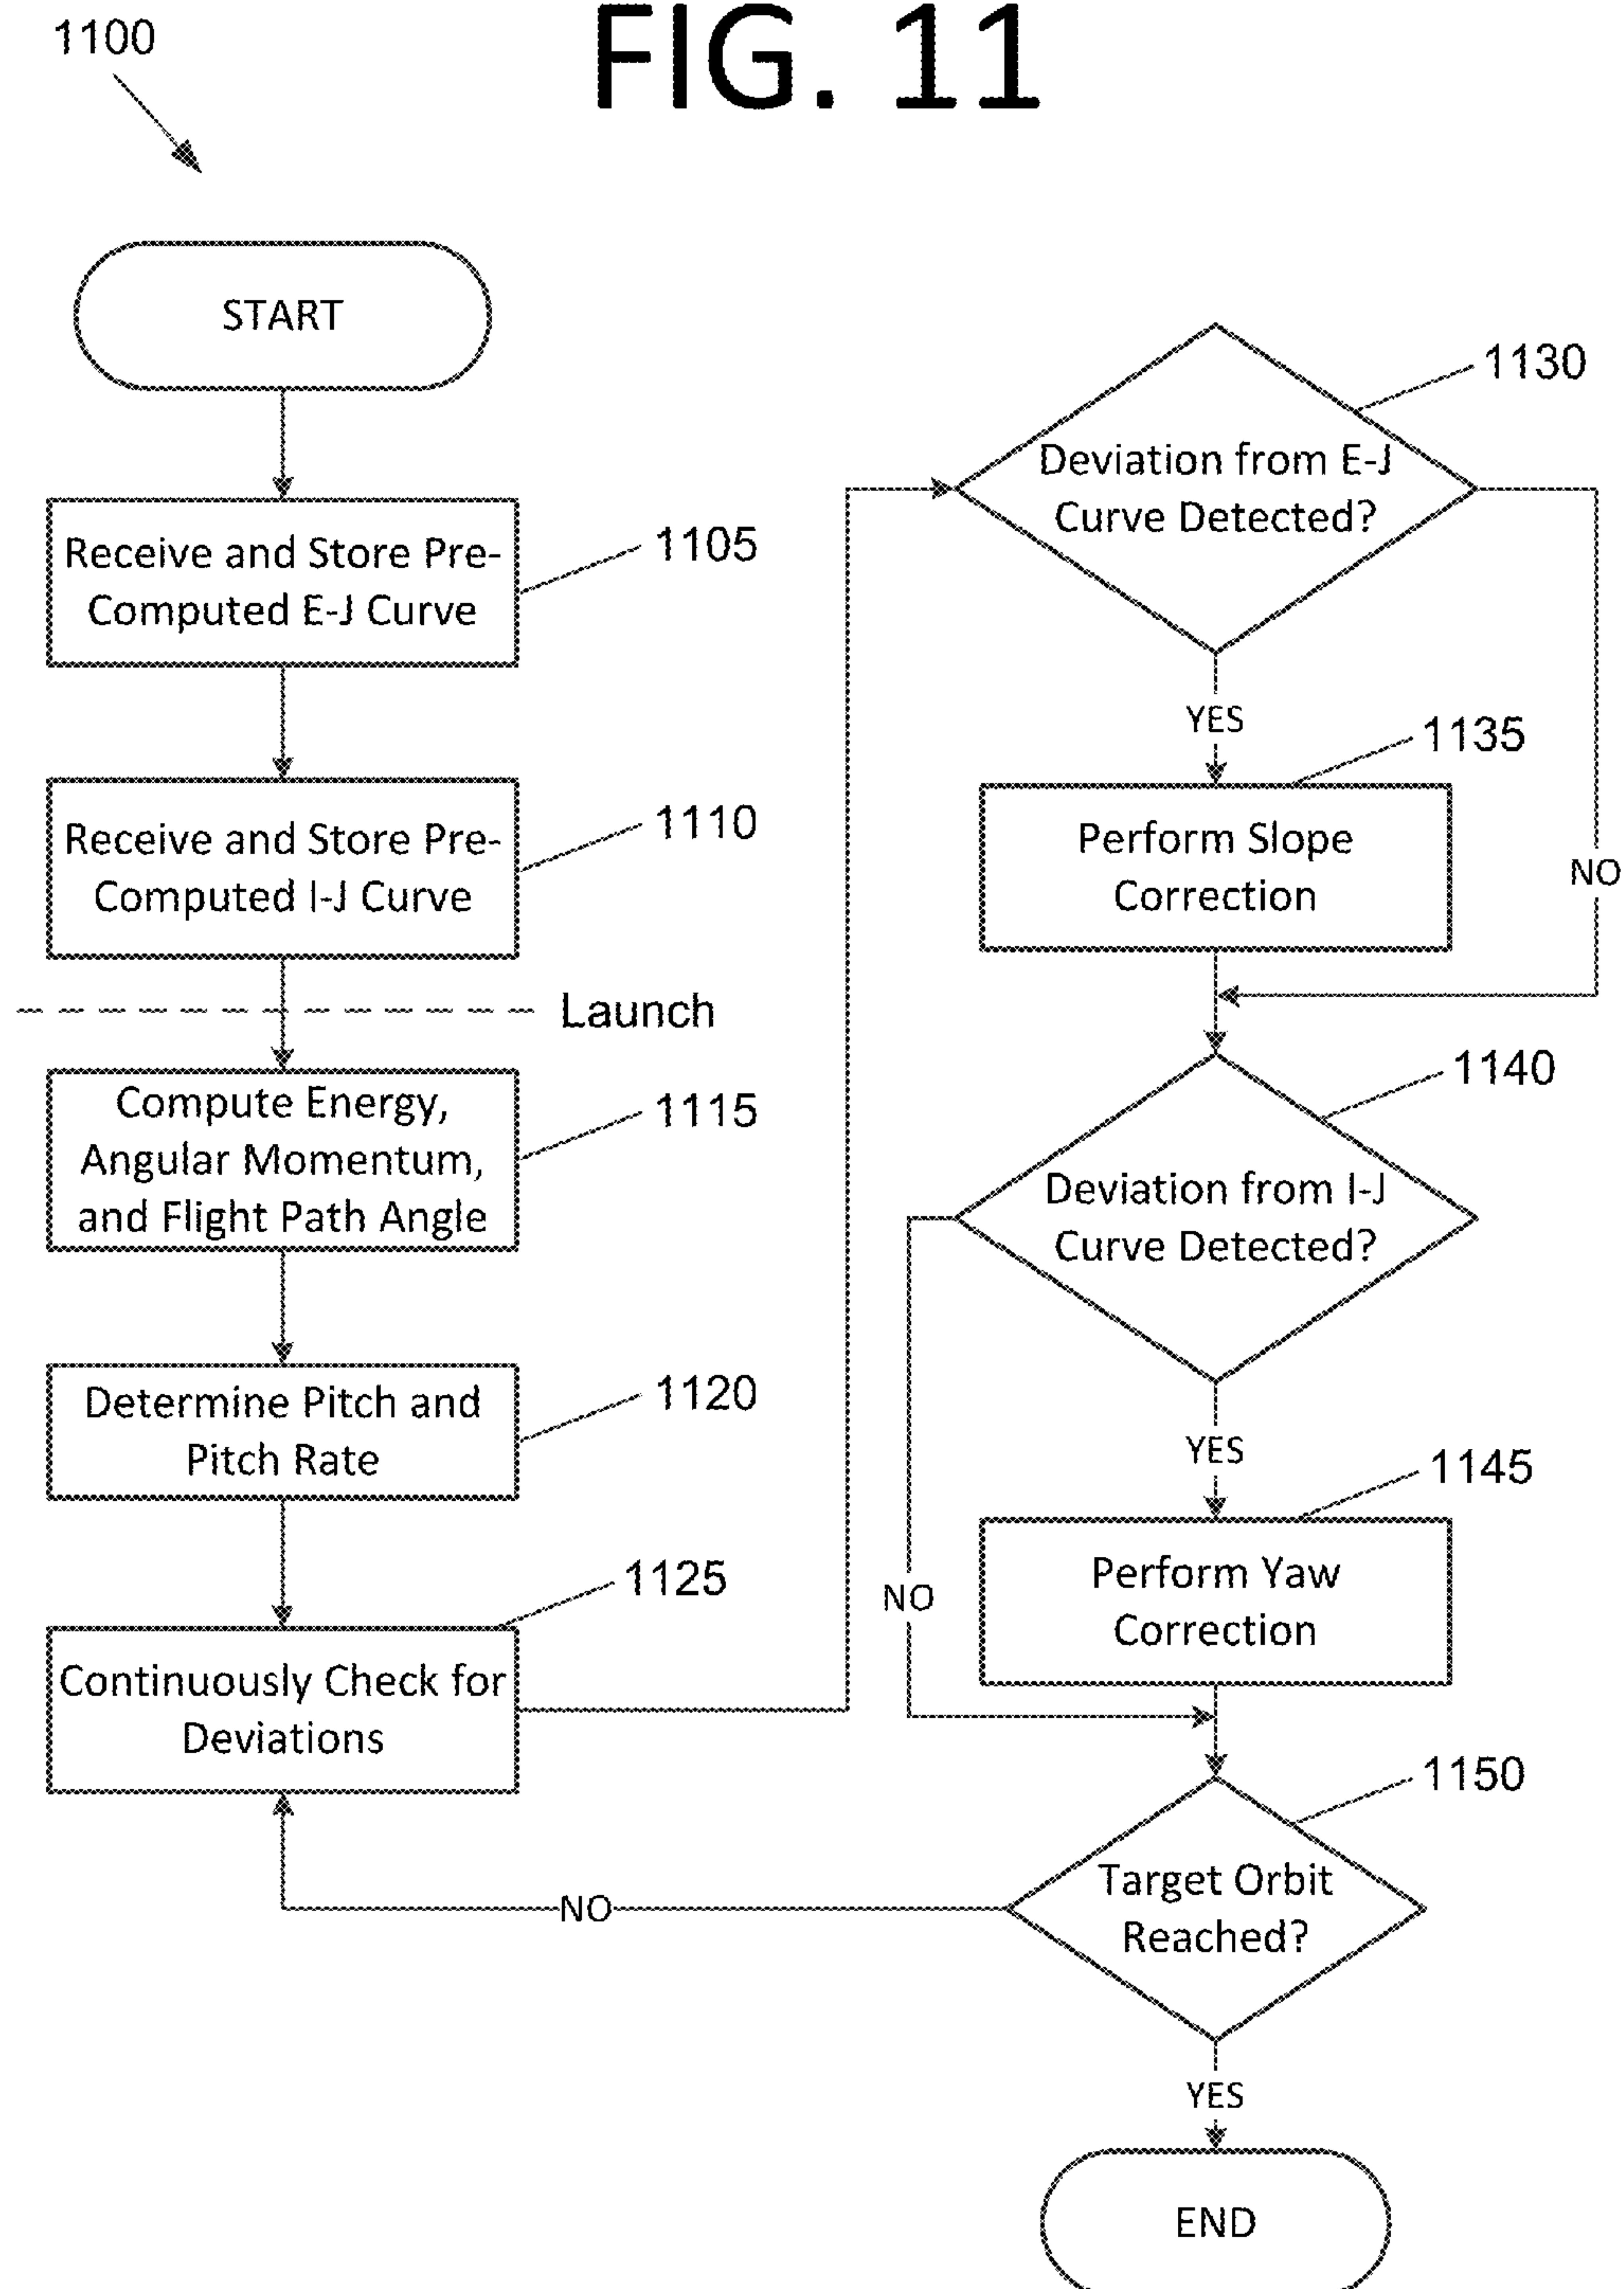 FIG. 11
1100
START
Receive and Store Pre-
Computed E-J Curve
1105
Receive and Store Pre-
Computed I-J Curve
1110
Launch
Compute Energy,
Angular Momentum,
and Flight Path Angle
1115
Determine Pitch and
Pitch Rate
1120
Continuously Check for
Deviations
1125
Deviation from E-J
Curve Detected?
1130
YES
NO
Perform Slope
Correction
1135
Deviation from I-J
Curve Detected?
1140
YES
NO
Perform Yaw
Correction
1145
Target Orbit
Reached?
1150
NO
YES
END